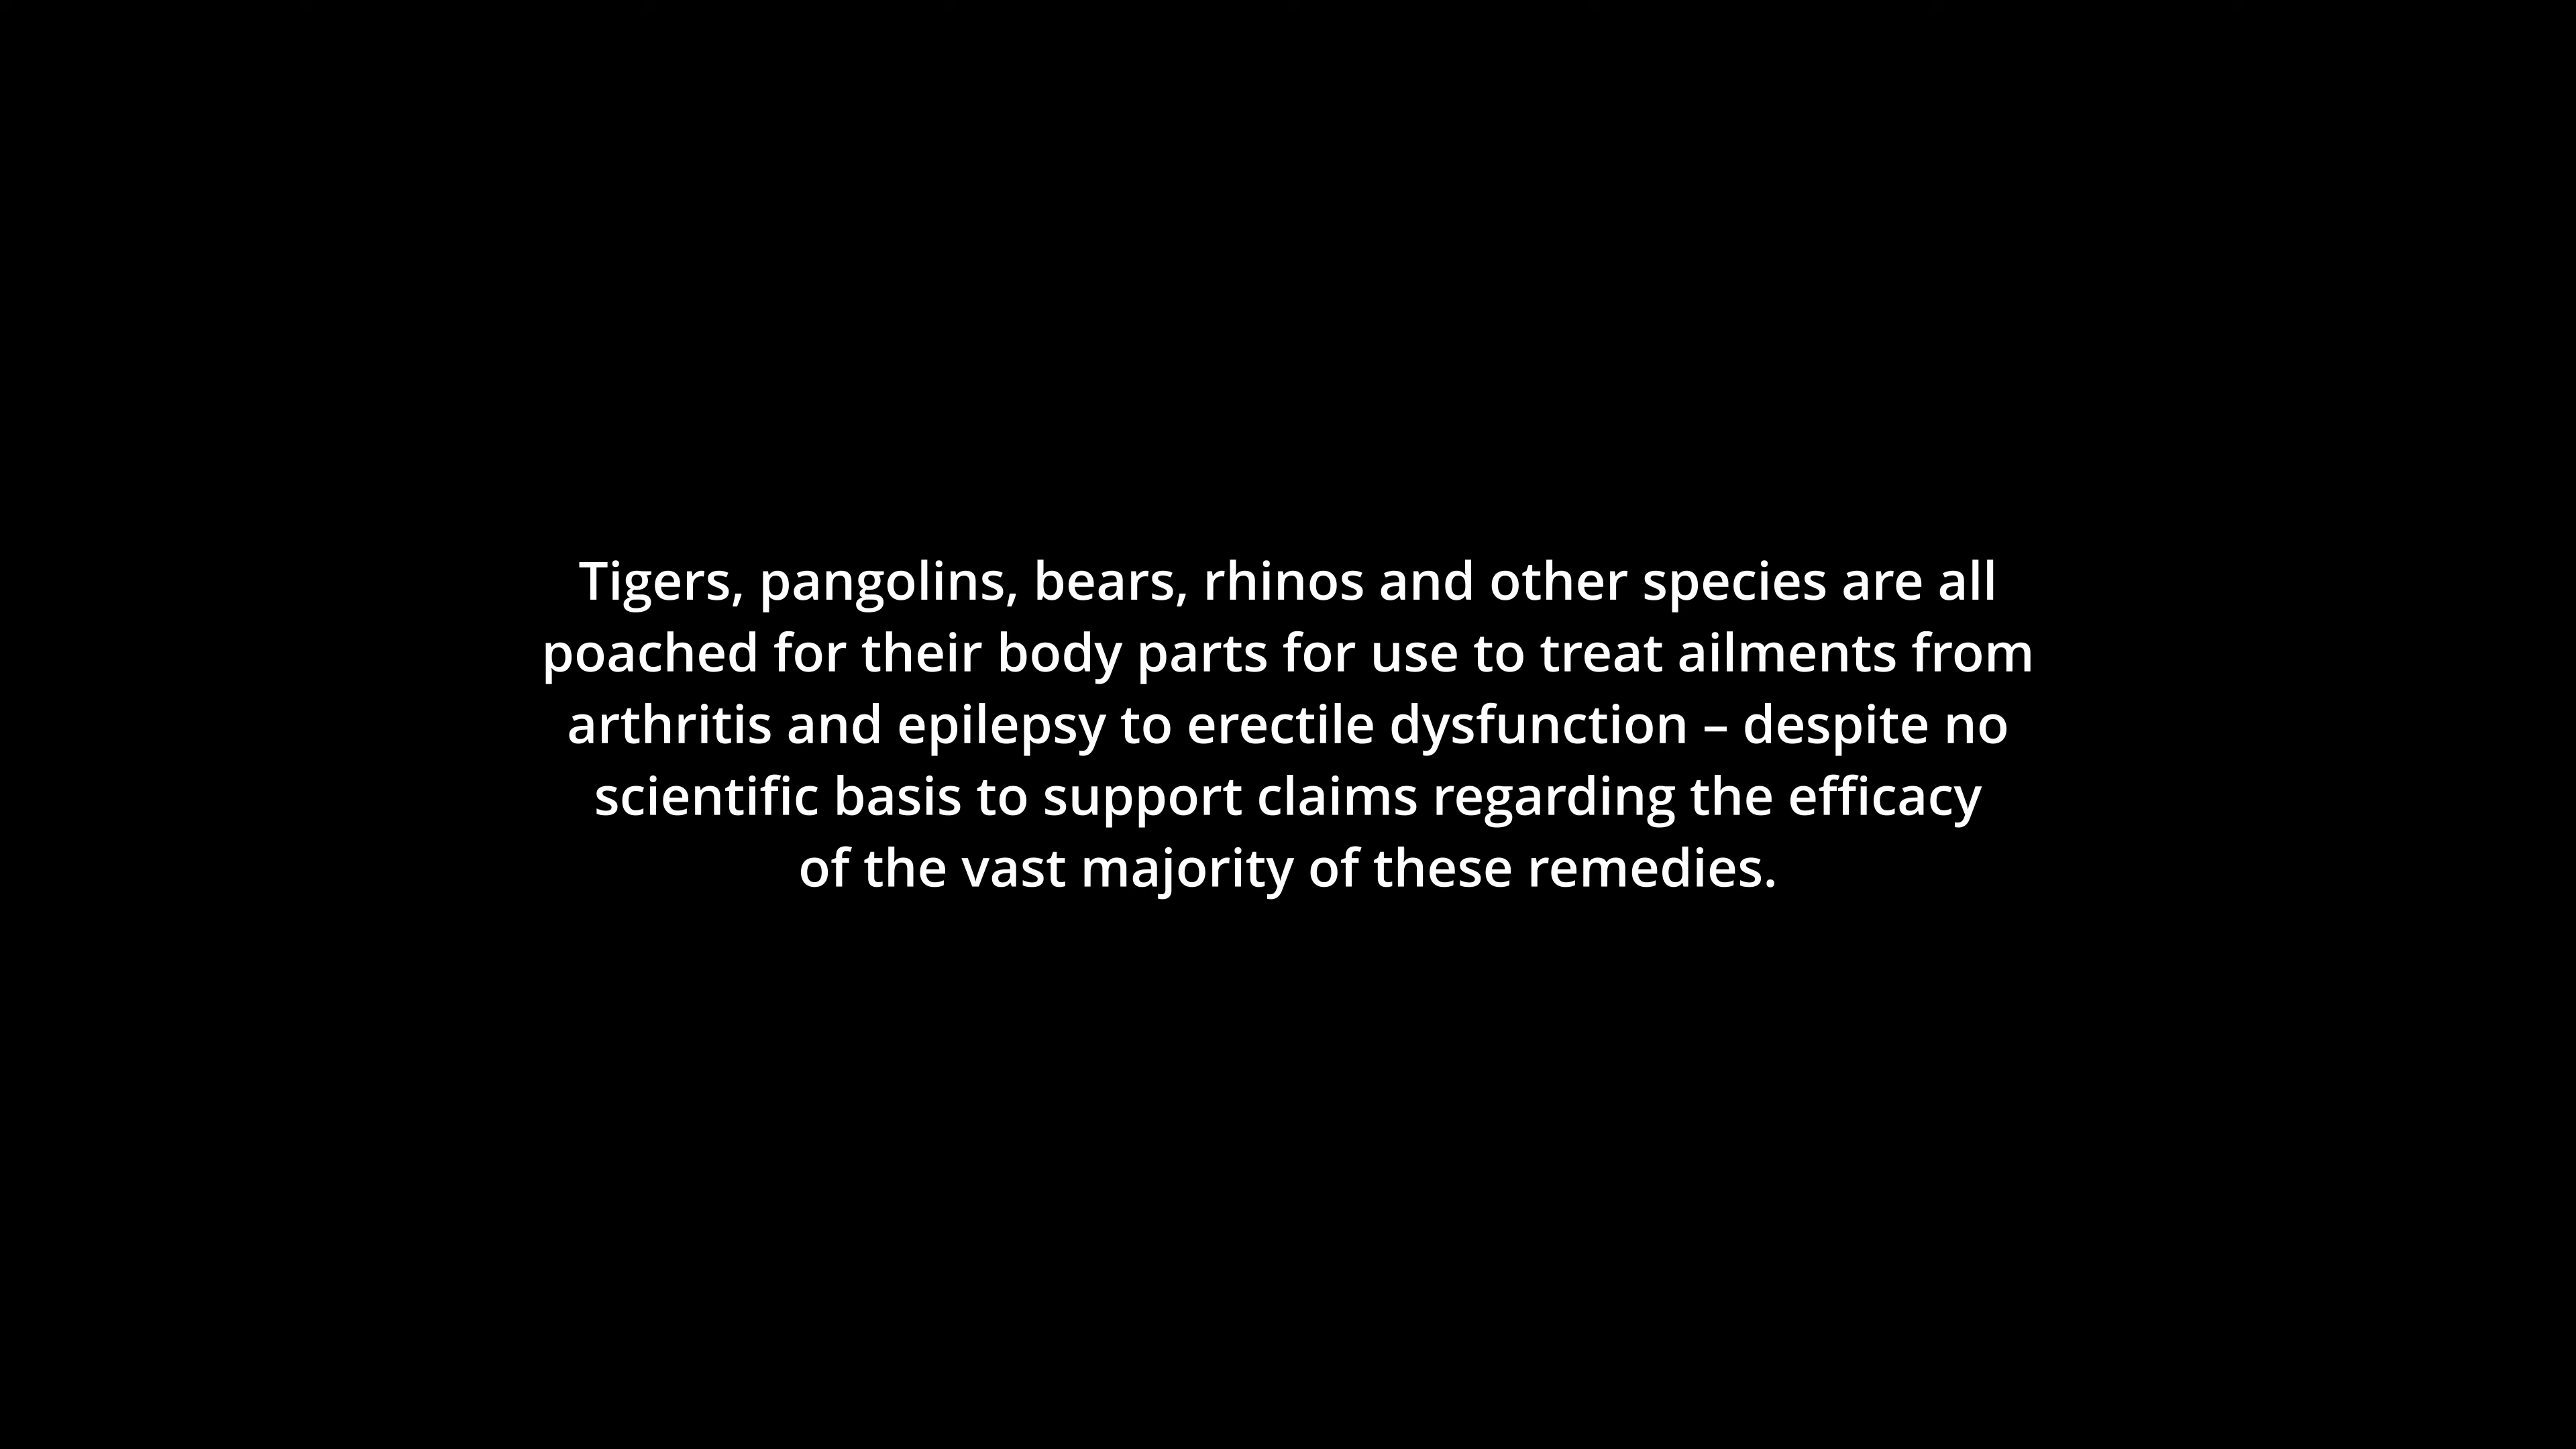 Tigers, pangolins, bears, rhinos and other species are all
poached for their body parts for use to treat ailments from
arthritis and epilepsy to erectile dysfunction – despite no
scientific basis to support claims regarding the efficacy
of the vast majority of these remedies.